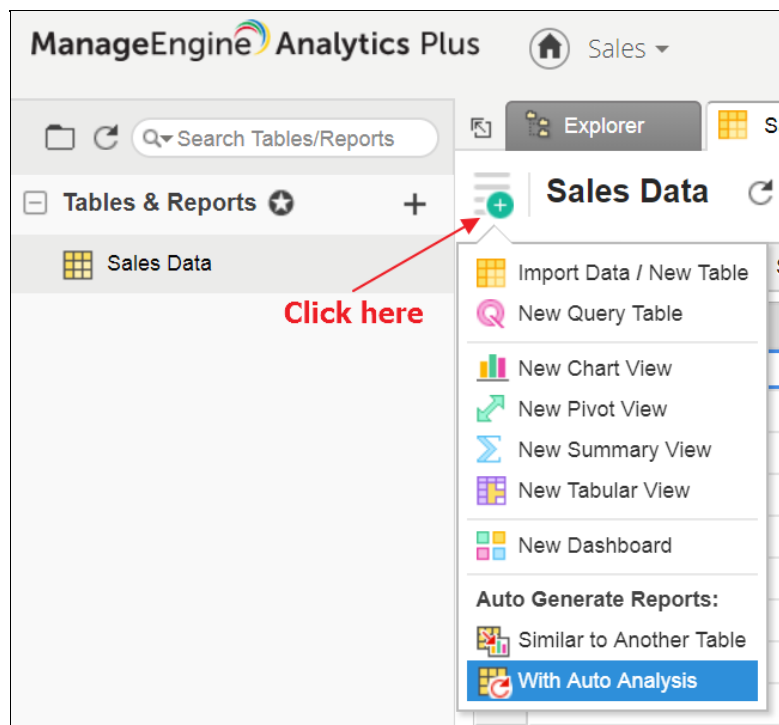 ManageEngine Analytics Plus
Sales
Search Tables/Reports
Explorer
S
Tables & Reports
Sales Data
Sales Data
Click here
Import Data / New Table
New Query Table
New Chart View
New Pivot View
New Summary View
New Tabular View
New Dashboard
Auto Generate Reports:
Similar to Another Table
With Auto Analysis